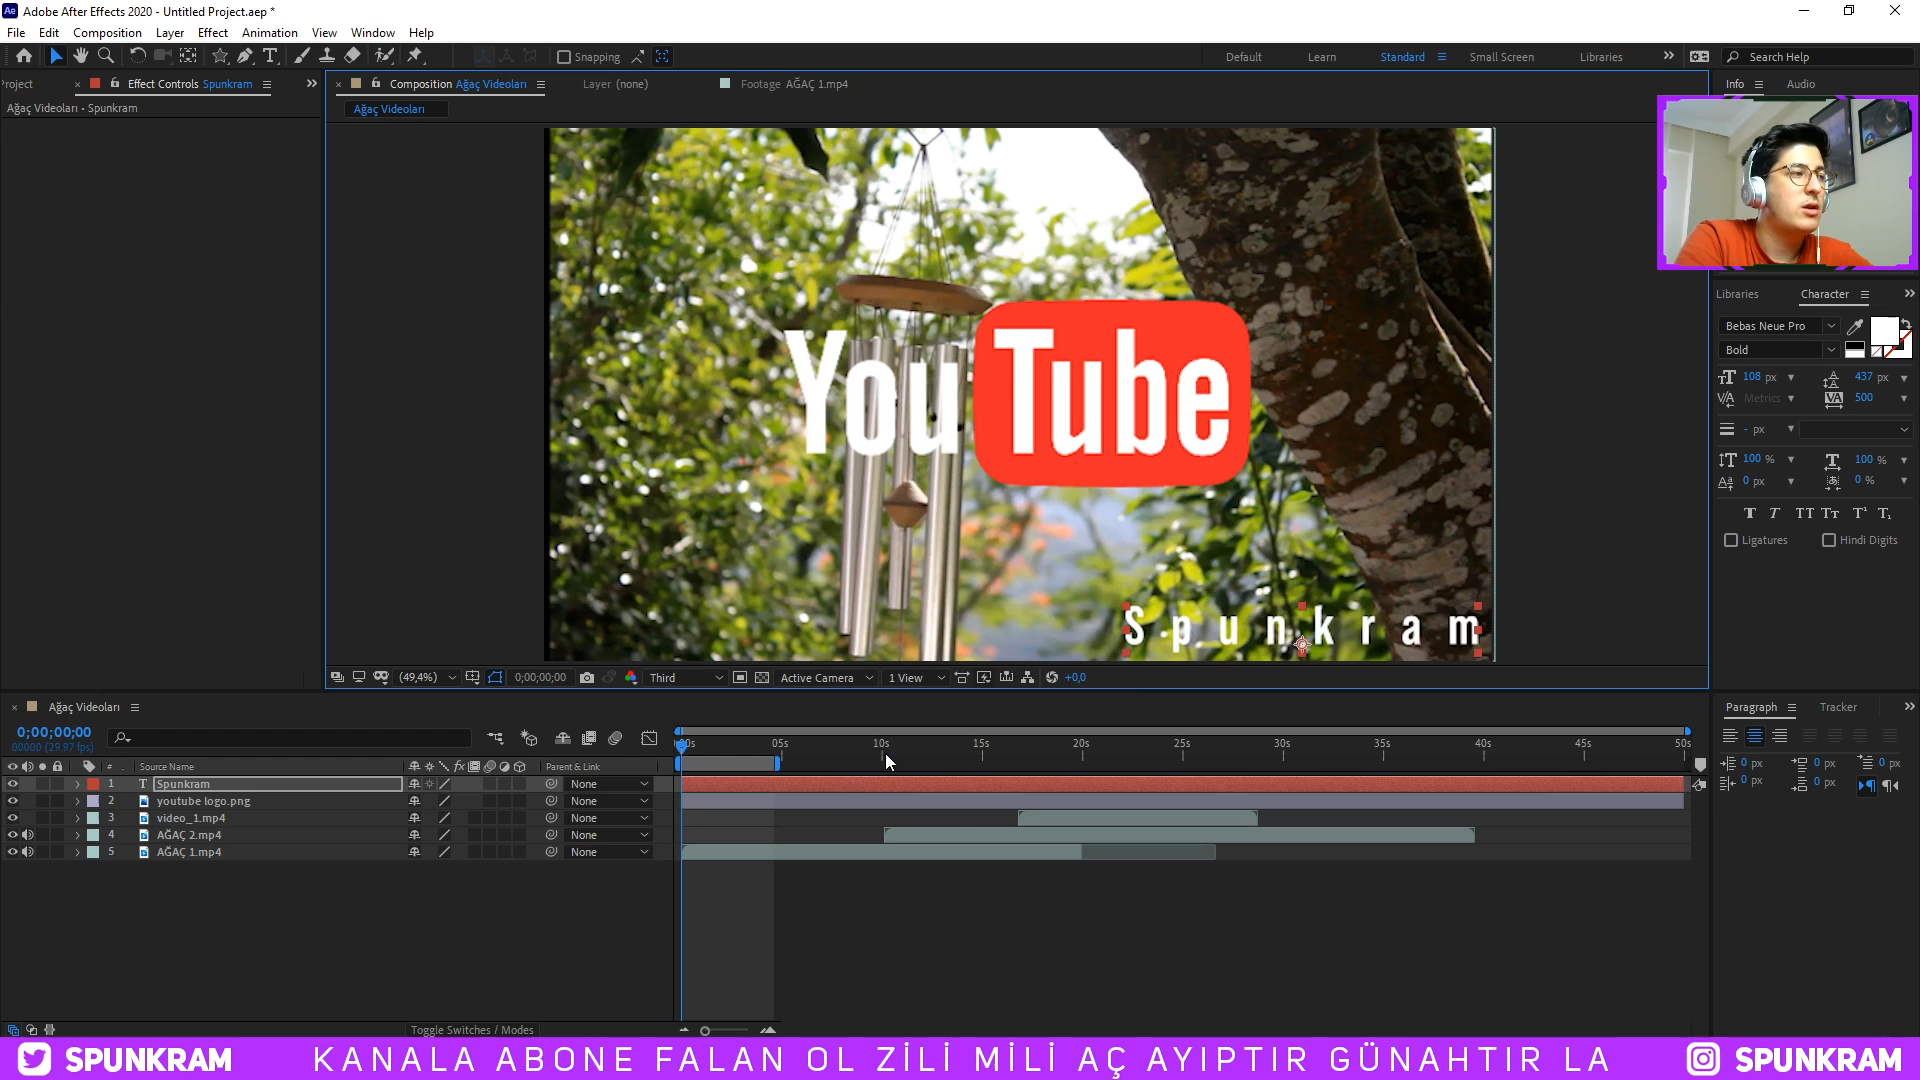 Adobe After Effects 2020 - Untitled Project.aep *
File Edit Composition Layer Effect Animation View Window Help
Snapping
Default Learn Standard Small Screen Libraries
Search Help
roject
Effect Controls Spunkram
Composition Ağaç Videoları
Layer (none)
Footage AĞAÇ 1.mp4
Info
Audio
Ağaç Videoları • Spunkram
Ağaç Videoları
YouTube
Spunkram
Libraries
Character
Bebas Neue Pro
Bold
108 px
437 px
Metrics
500
- px
100 %
100 %
0 px
0 %
Ligatures
Hindi Digits
(49,4%)
0;00;00;00
Third
Active Camera
1 View
+0,0
Ağaç Videoları
0;00;00;00
00000 (29.97 fps)
00s 05s 10s 15s 20s 25s 30s 35s 40s 45s 50s
# Source Name
Parent & Link
1 Spunkram None
2 youtube logo.png None
3 video_1.mp4 None
4 AĞAÇ 2.mp4 None
5 AĞAÇ 1.mp4 None
Paragraph
Tracker
0 px 0 px 0 px
0 px 0 px
Toggle Switches / Modes
SPUNKRAM
KANALA ABONE FALAN OL ZİLİ MİLİ AÇ AYIPTIR GÜNAHTIR LA
SPUNKRAM